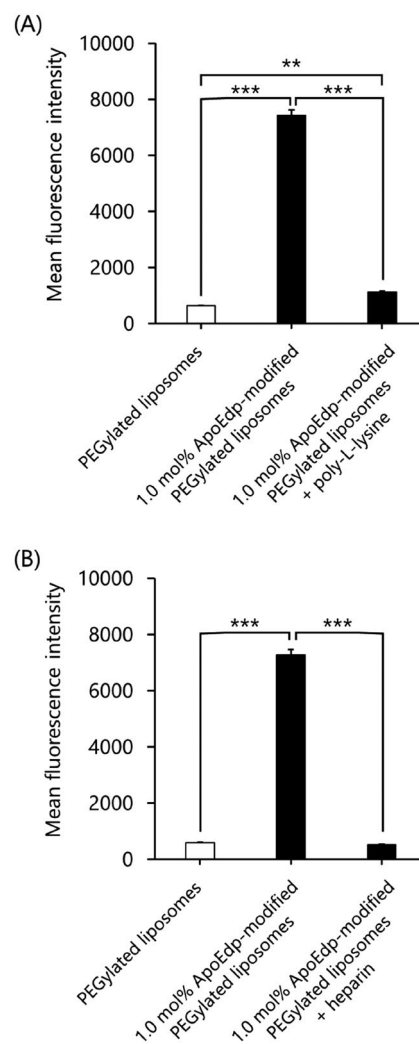 (A)
Mean fluorescence intensity
10000
8000
6000
4000
2000
0
**
***
***
PEGylated liposomes
1.0 mol% ApoEdp-modified
PEGylated liposomes
1.0 mol% ApoEdp-modified
PEGylated liposomes
+ poly-L-lysine
(B)
Mean fluorescence intensity
10000
8000
6000
4000
2000
0
***
***
PEGylated liposomes
1.0 mol% ApoEdp-modified
PEGylated liposomes
1.0 mol% ApoEdp-modified
PEGylated liposomes
+ heparin